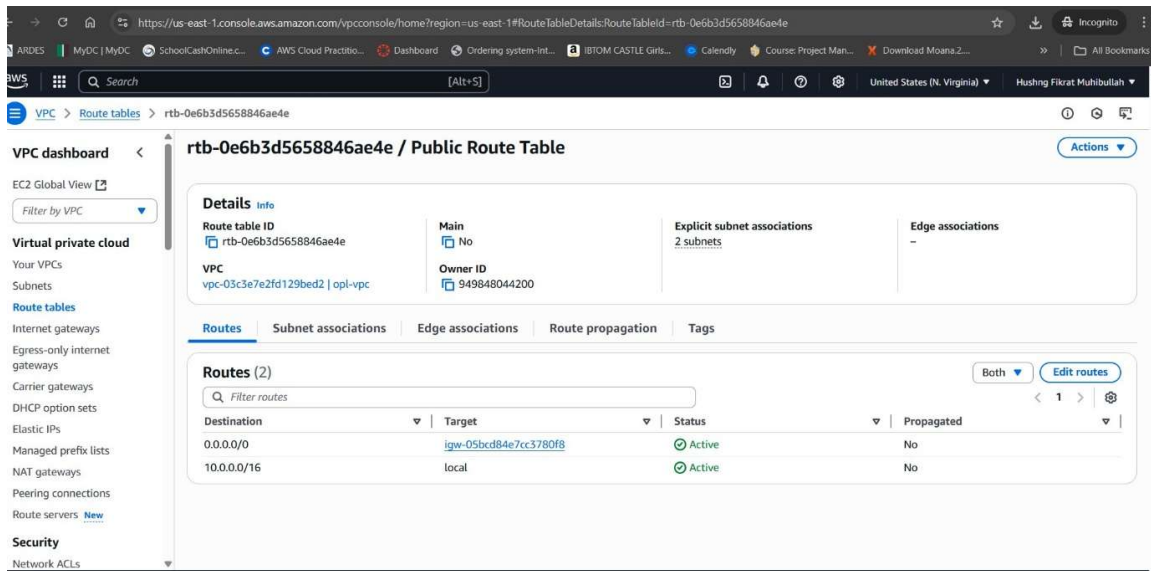 https://us-east-1.console.aws.amazon.com/vpcconsole/home?region=us-east-1#RouteTableDetails:RouteTableId=rtb-0e6b3d5658846ae4e
Incognito
ARDES MyDC | MyDC SchoolCashOnline.c... AWS Cloud Practitio... Dashboard Ordering system-Int... IBTOM CASTLE Girls... Calendly Course: Project Man... Download Moana.2.... » All Bookmarks
aws Search [Alt+S] United States (N. Virginia) Hushng Fikrat Muhibullah
VPC > Route tables > rtb-0e6b3d5658846ae4e
VPC dashboard
EC2 Global View
Filter by VPC
Virtual private cloud
Your VPCs
Subnets
Route tables
Internet gateways
Egress-only internet
gateways
Carrier gateways
DHCP option sets
Elastic IPs
Managed prefix lists
NAT gateways
Peering connections
Route servers New
Security
Network ACLs
rtb-0e6b3d5658846ae4e / Public Route Table
Actions
Details Info
Route table ID
rtb-0e6b3d5658846ae4e
Main
No
Explicit subnet associations
2 subnets
Edge associations
–
VPC
vpc-03c3e7e2fd129bed2 | opl-vpc
Owner ID
949848044200
Routes Subnet associations Edge associations Route propagation Tags
Routes (2)
Both Edit routes
Filter routes
< 1 >
Destination Target Status Propagated
0.0.0.0/0 igw-05bcd84e7cc3780f8 Active No
10.0.0.0/16 local Active No